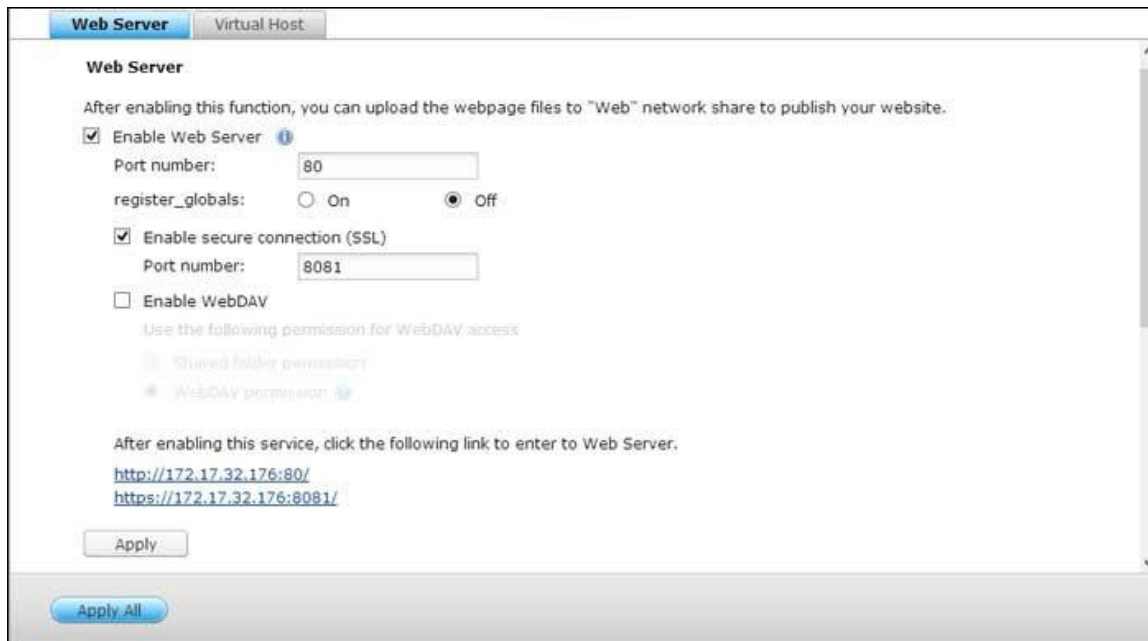 Web Server
Virtual Host
Web Server
After enabling this function, you can upload the webpage files to "Web" network share to publish your website.
Enable Web Server
Port number: 80
register_globals: On Off
Enable secure connection (SSL)
Port number: 8081
Enable WebDAV
Use the following permission for WebDAV access
Shared folder permission
WebDAV permission
After enabling this service, click the following link to enter to Web Server.
http://172.17.32.176:80/
https://172.17.32.176:8081/
Apply
Apply All